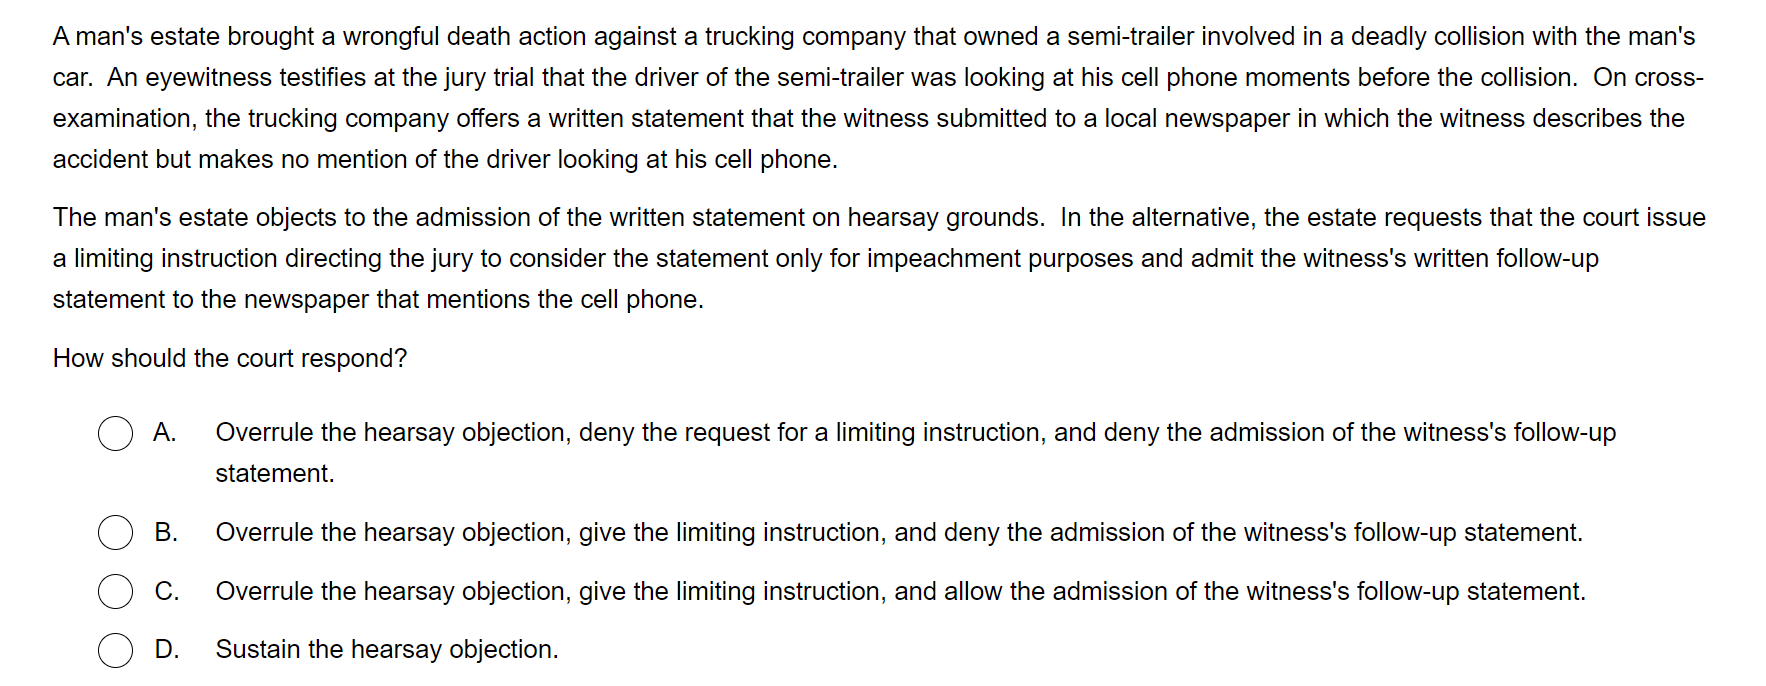 A man's estate brought a wrongful death action against a trucking company that owned a semi-trailer involved in a deadly collision with the man's
car.  An eyewitness testifies at the jury trial that the driver of the semi-trailer was looking at his cell phone moments before the collision.  On cross-
examination, the trucking company offers a written statement that the witness submitted to a local newspaper in which the witness describes the
accident but makes no mention of the driver looking at his cell phone.
The man's estate objects to the admission of the written statement on hearsay grounds.  In the alternative, the estate requests that the court issue
a limiting instruction directing the jury to consider the statement only for impeachment purposes and admit the witness's written follow-up
statement to the newspaper that mentions the cell phone.
How should the court respond?
A. Overrule the hearsay objection, deny the request for a limiting instruction, and deny the admission of the witness's follow-up
statement.
B. Overrule the hearsay objection, give the limiting instruction, and deny the admission of the witness's follow-up statement.
C. Overrule the hearsay objection, give the limiting instruction, and allow the admission of the witness's follow-up statement.
D. Sustain the hearsay objection.